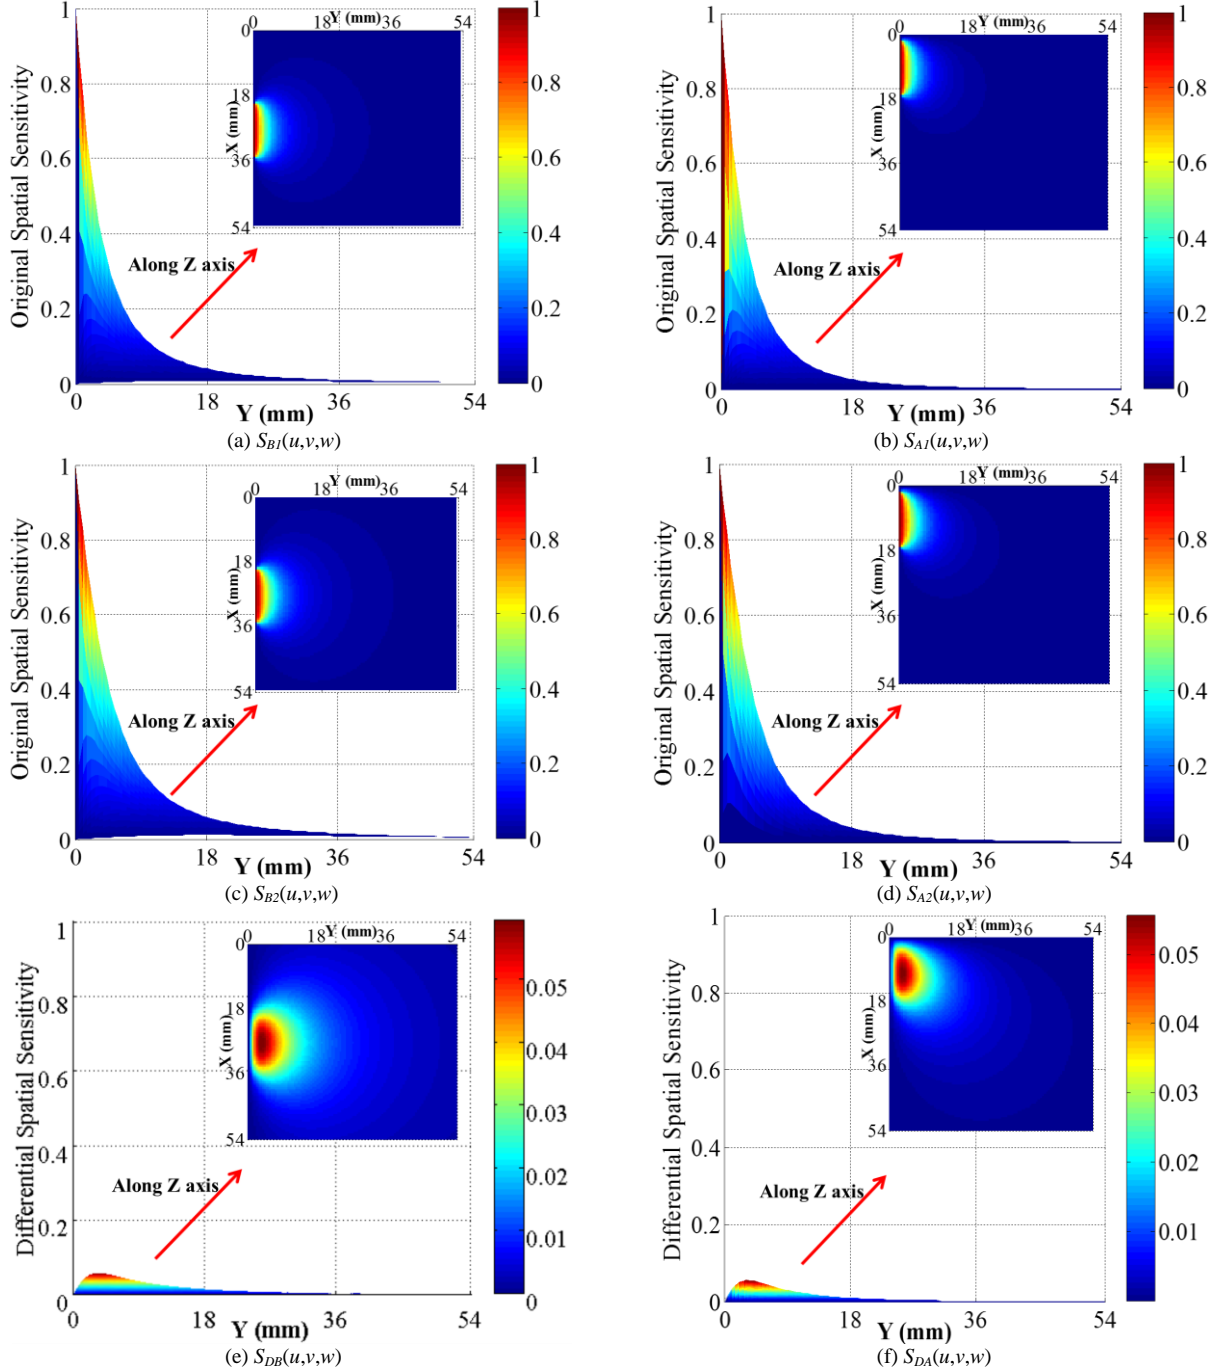 Original Spatial Sensitivity
1
0.8
0.6
0.4
0.2
0
0 18 36 54
Y (mm)
Along Z axis
0 18 Y (mm) 36 54
0
18
X (mm)
36
54
1
0.8
0.6
0.4
0.2
0
(a) S_B1(u,v,w)
Original Spatial Sensitivity
1
0.8
0.6
0.4
0.2
0
0 18 36 54
Y (mm)
Along Z axis
0 18 Y (mm) 36 54
0
18
X (mm)
36
54
1
0.8
0.6
0.4
0.2
0
(b) S_A1(u,v,w)
Original Spatial Sensitivity
1
0.8
0.6
0.4
0.2
0
0 18 36 54
Y (mm)
Along Z axis
0 18 Y (mm) 36 54
0
18
X (mm)
36
54
1
0.8
0.6
0.4
0.2
0
(c) S_B2(u,v,w)
Original Spatial Sensitivity
1
0.8
0.6
0.4
0.2
0
0 18 36 54
Y (mm)
Along Z axis
0 18 Y (mm) 36 54
0
18
X (mm)
36
54
1
0.8
0.6
0.4
0.2
0
(d) S_A2(u,v,w)
Differential Spatial Sensitivity
1
0.8
0.6
0.4
0.2
0
0 18 36 54
Y (mm)
Along Z axis
0 18 Y (mm) 36 54
0
18
X (mm)
36
54
0.05
0.04
0.03
0.02
0.01
0
(e) S_DB(u,v,w)
Differential Spatial Sensitivity
1
0.8
0.6
0.4
0.2
0
0 18 36 54
Y (mm)
Along Z axis
0 18 Y (mm) 36 54
0
18
X (mm)
36
54
0.05
0.04
0.03
0.02
0.01
(f) S_DA(u,v,w)